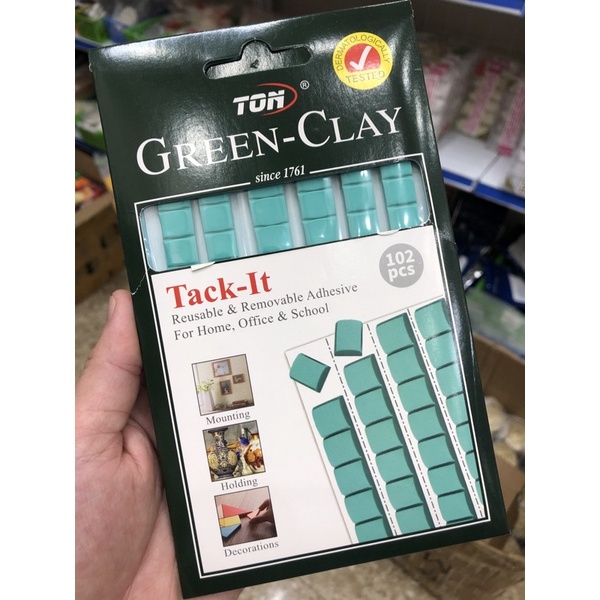 DERMATOLOGICALLY
TESTED
TON ®
GREEN-CLAY
since 1761
102
pcs
Tack-It
Reusable & Removable Adhesive
For Home, Office & School
Mounting
Holding
Decorations